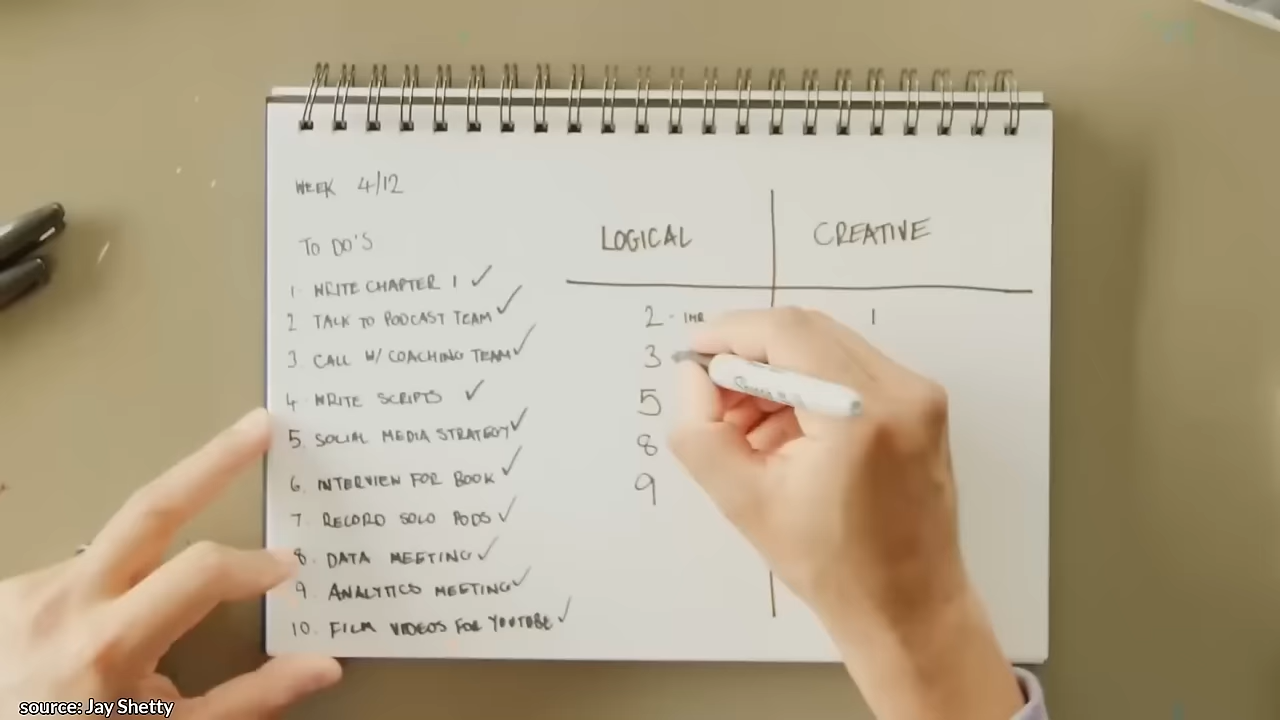 WEEK 4/12
TO DO'S
1. WRITE CHAPTER 1 ✓
2 TALK TO PODCAST TEAM ✓
3 CALL W/ COACHING TEAM ✓
4. WRITE SCRIPTS ✓
5. SOCIAL MEDIA STRATEGY ✓
6. INTERVIEW FOR BOOK ✓
7. RECORD SOLO PODS ✓
8. DATA MEETING ✓
9. ANALYTICS MEETING ✓
10. FILM VIDEOS FOR YOUTUBE ✓
LOGICAL
2 - 1HR
3
5
8
9
CREATIVE
1
source: Jay Shetty